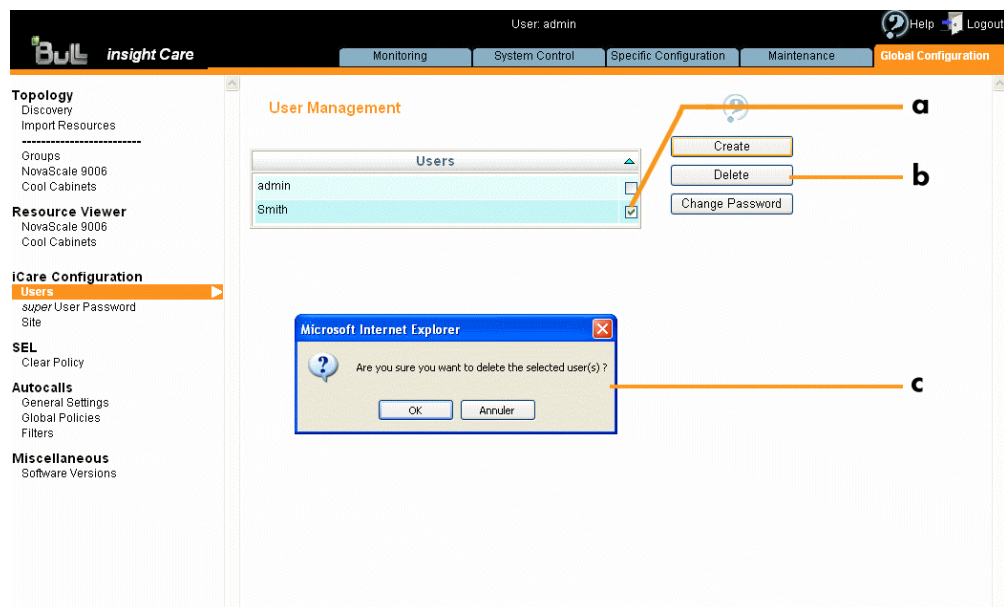 User: admin
Help
Logout
Bull
insight Care
Monitoring
System Control
Specific Configuration
Maintenance
Global Configuration
Topology
Discovery
Import Resources
------------------------
Groups
NovaScale 9006
Cool Cabinets
Resource Viewer
NovaScale 9006
Cool Cabinets
iCare Configuration
Users
super User Password
Site
SEL
Clear Policy
Autocalls
General Settings
Global Policies
Filters
Miscellaneous
Software Versions
User Management
?
a
Users
admin
Smith
Create
Delete
Change Password
b
Microsoft Internet Explorer
Are you sure you want to delete the selected user(s) ?
OK
Annuler
c